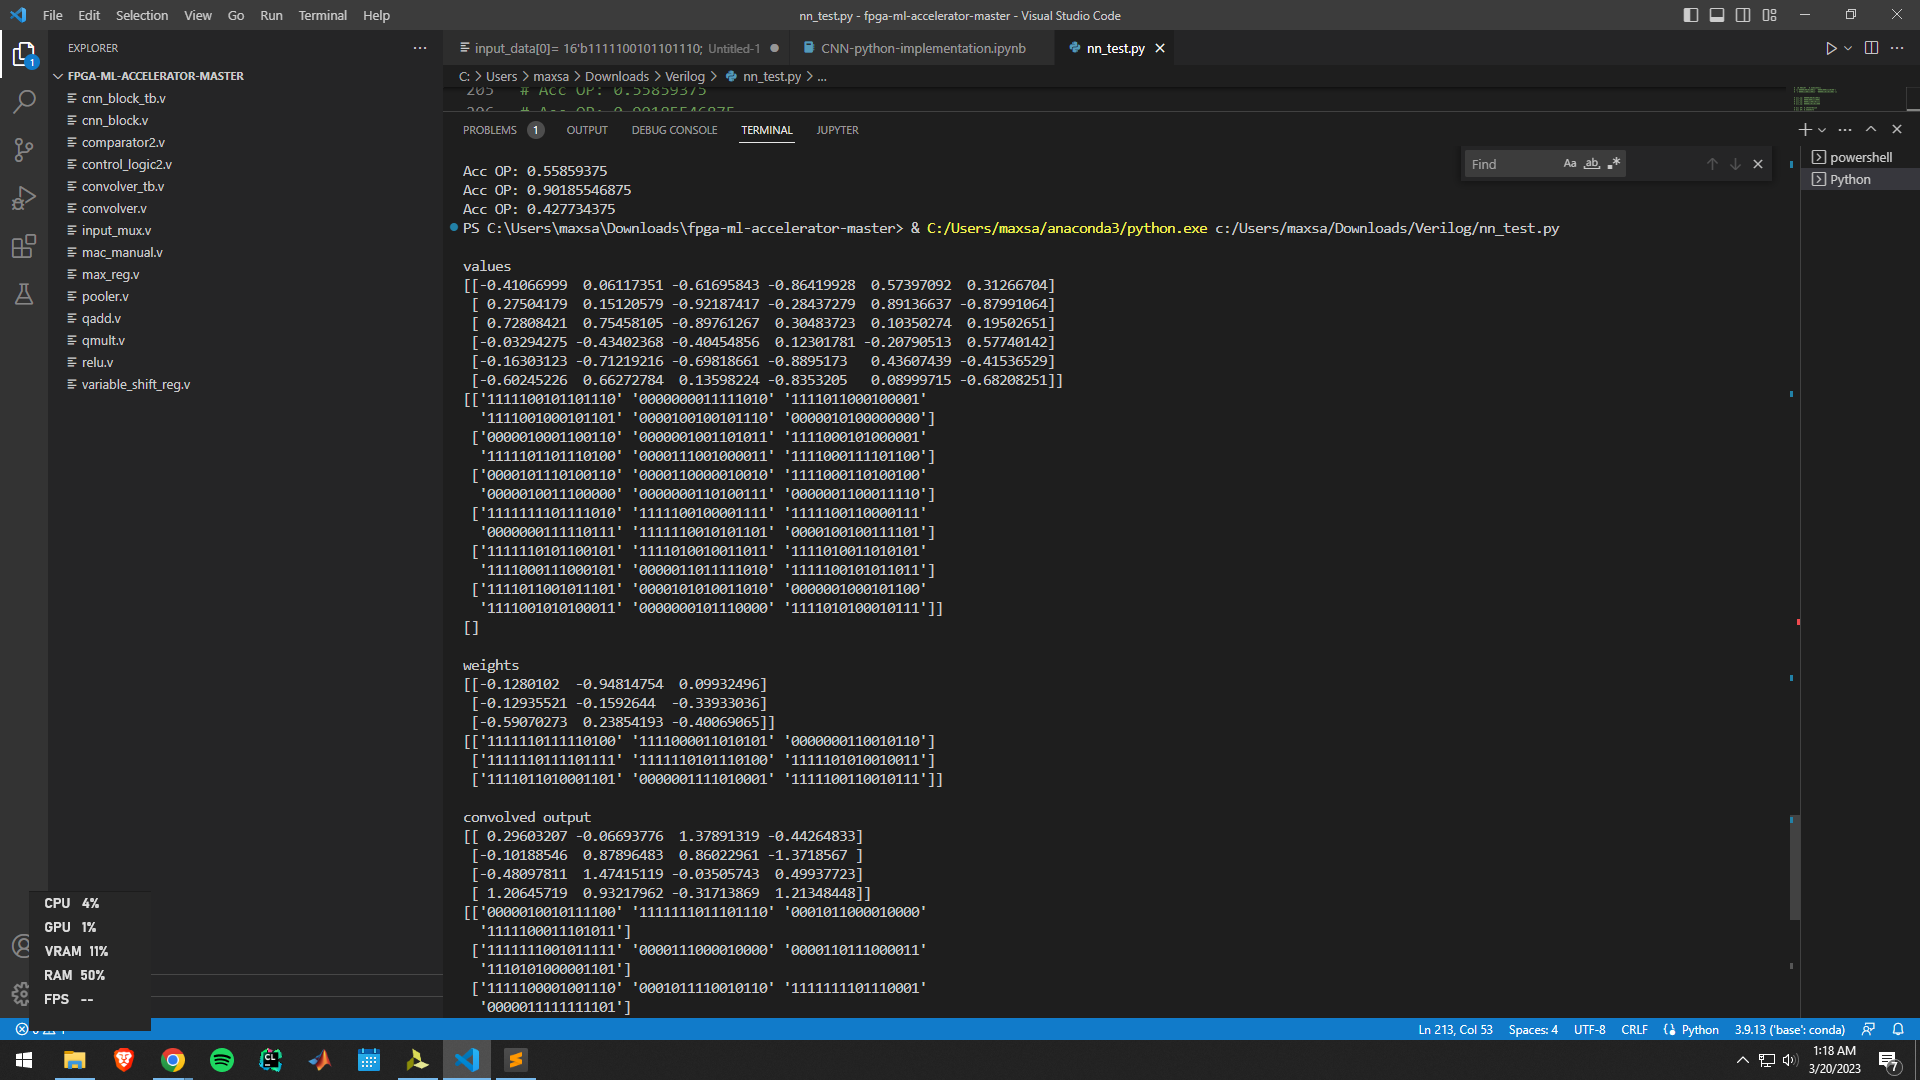 File Edit Selection View Go Run Terminal Help
nn_test.py - fpga-ml-accelerator-master - Visual Studio Code
EXPLORER
FPGA-ML-ACCELERATOR-MASTER
cnn_block_tb.v
cnn_block.v
comparator2.v
control_logic2.v
convolver_tb.v
convolver.v
input_mux.v
mac_manual.v
max_reg.v
pooler.v
qadd.v
qmult.v
relu.v
variable_shift_reg.v
1
input_data[0]= 16'b1111100101101110; Untitled-1
CNN-python-implementation.ipynb
nn_test.py
C: > Users > maxsa > Downloads > Verilog > nn_test.py > ...
205 # Acc OP: 0.55859375
206 # Acc OP: 0.90185546875
PROBLEMS 1 OUTPUT DEBUG CONSOLE TERMINAL JUPYTER
Find Aa ab
powershell
Python
Acc OP: 0.55859375
Acc OP: 0.90185546875
Acc OP: 0.427734375
PS C:\Users\maxsa\Downloads\fpga-ml-accelerator-master> & C:/Users/maxsa/anaconda3/python.exe c:/Users/maxsa/Downloads/Verilog/nn_test.py
values
[[-0.41066999  0.06117351 -0.61695843 -0.86419928  0.57397092  0.31266704]
[ 0.27504179  0.15120579 -0.92187417 -0.28437279  0.89136637 -0.87991064]
[ 0.72808421  0.75458105 -0.89761267  0.30483723  0.10350274  0.19502651]
[-0.03294275 -0.43402368 -0.40454856  0.12301781 -0.20790513  0.57740142]
[-0.16303123 -0.71219216 -0.69818661 -0.8895173   0.43607439 -0.41536529]
[-0.60245226  0.66272784  0.13598224 -0.8353205   0.08999715 -0.68208251]]
[['1111100101101110' '0000000011111010' '1111011000100001'
'1111001000101101' '0000100100101110' '0000010100000000']
['0000010001100110' '0000001001101011' '1111000101000001'
'1111101101110100' '0000111001000011' '1111000111101100']
['0000101110100110' '0000110000010010' '1111000110100100'
'0000010011100000' '0000000110100111' '0000001100011110']
['1111111101111010' '1111100100001111' '1111100110000111'
'0000000111110111' '1111110010101101' '0000100100111101']
['1111110101100101' '1111010010011011' '1111010011010101'
'1111000111000101' '0000011011111010' '1111100101011011']
['1111011001011101' '0000101010011010' '0000001000101100'
'1111001010100011' '0000000101110000' '1111010100010111']]
[]
weights
[[-0.1280102  -0.94814754  0.09932496]
[-0.12935521 -0.1592644  -0.33933036]
[-0.59070273  0.23854193 -0.40069065]]
[['1111110111110100' '1111000011010101' '0000000110010110']
['1111110111101111' '1111110101110100' '1111101010010011']
['1111011010001101' '0000001111010001' '1111100110010111']]
convolved output
[[ 0.29603207 -0.06693776  1.37891319 -0.44264833]
[-0.10188546  0.87896483  0.86022961 -1.3718567 ]
[-0.48097811  1.47415119 -0.03505743  0.49937723]
[ 1.20645719  0.93217962 -0.31713869  1.21348448]]
[['0000010010111100' '1111111011101110' '0001011000010000'
'1111100011101011']
['1111111001011111' '0000111000010000' '0000110111000011'
'1110101000001101']
['1111100001001110' '0001011110010110' '1111111101110001'
'0000011111111101']
CPU 4%
GPU 1%
VRAM 11%
RAM 50%
FPS --
Ln 213, Col 53 Spaces: 4 UTF-8 CRLF Python 3.9.13 ('base': conda)
CL
1:18 AM
3/20/2023
7